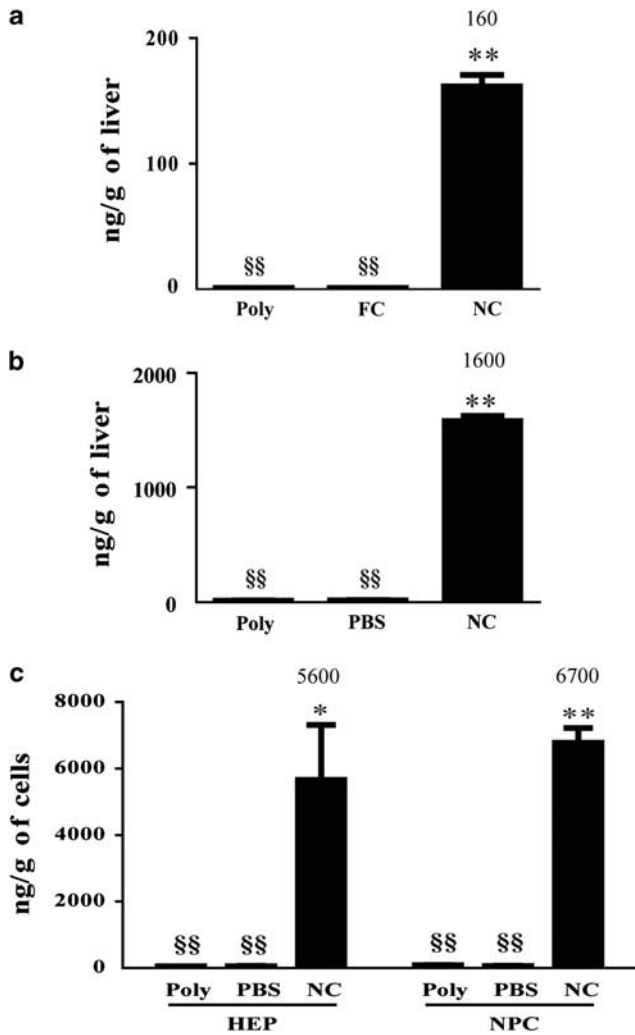 a
160
200
**
ng/g of liver
100
§§ §§
0
Poly FC NC
b
1600
2000
**
ng/g of liver
1000
§§ §§
0
Poly PBS NC
c
5600 6700
8000
* **
6000
ng/g of cells
4000
2000
§§ §§ §§ §§
0
Poly PBS NC Poly PBS NC
HEP NPC